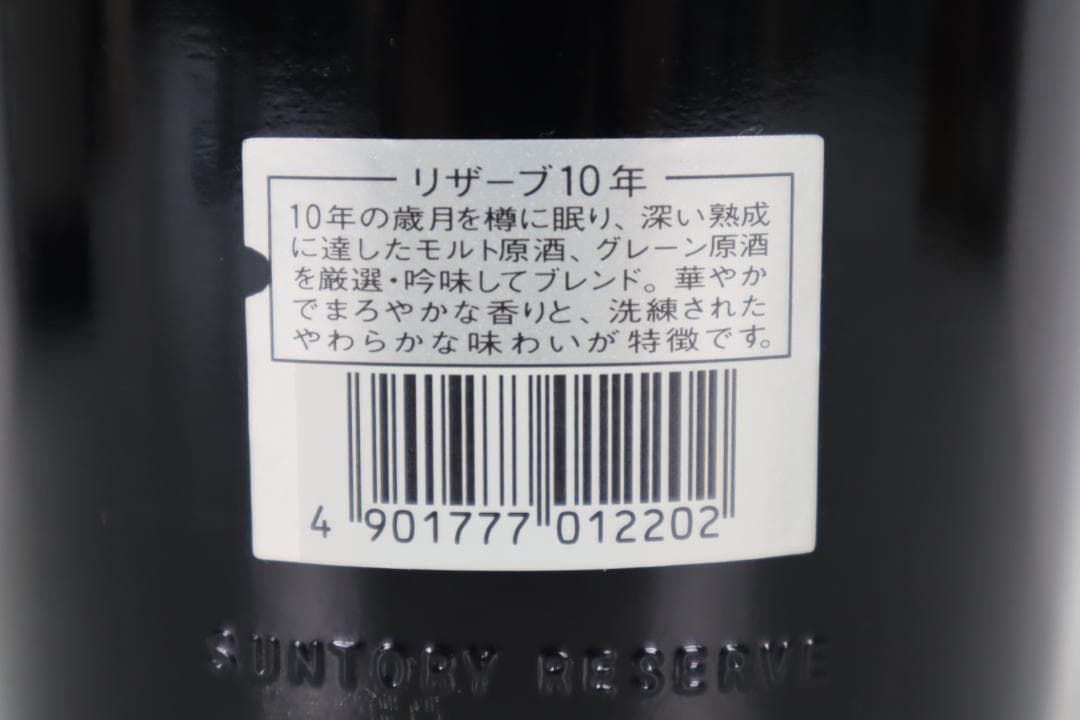 リザーブ10年
10年の歳月を樽に眠り、深い熟成
に達したモルト原酒、グレーン原酒
を厳選・吟味してブレンド。華やか
でまろやかな香りと、洗練された
やわらかな味わいが特徴です。
4 901777 012202
SUNTORY RESERVE